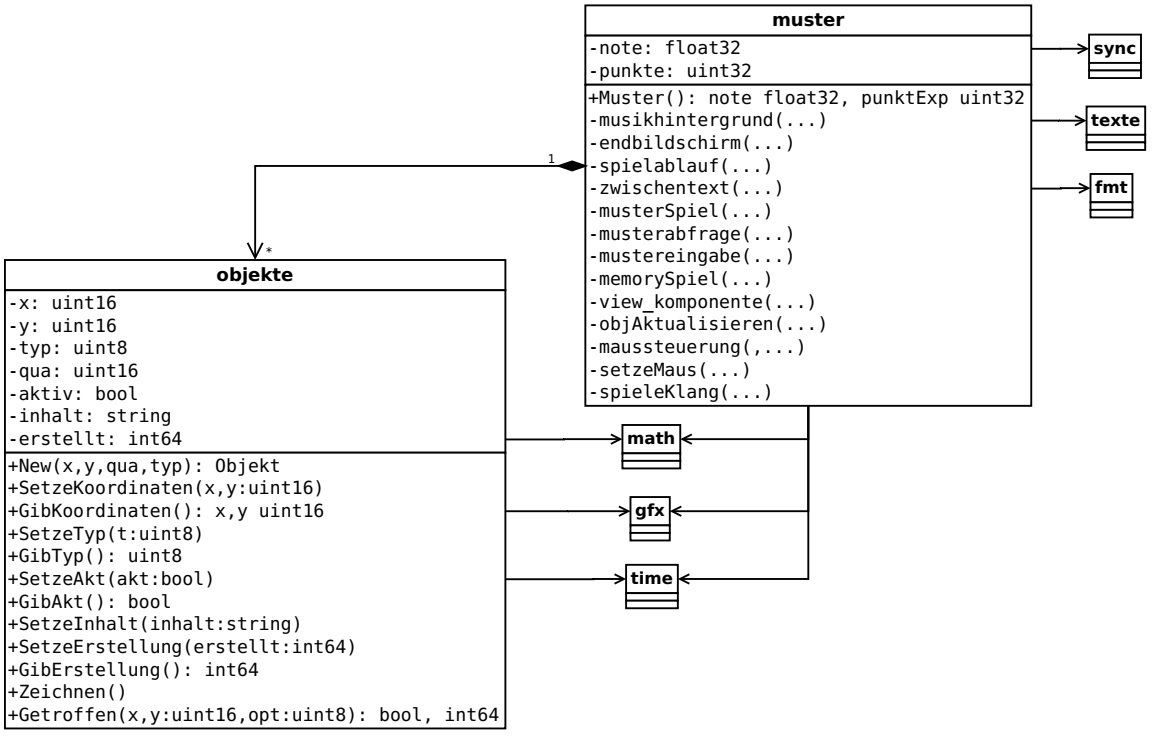 muster
-note: float32
-punkte: uint32
+Muster(): note float32, punktExp uint32
-musikhintergrund(...)
-endbildschirm(...)
-spielablauf(...)
-zwischentext(...)
-musterSpiel(...)
-musterabfrage(...)
-mustereingabe(...)
-memorySpiel(...)
-view_komponente(...)
-objAktualisieren(...)
-maussteuerung(,...)
-setzeMaus(...)
-spieleKlang(...)
sync
texte
fmt
1
*
objekte
-x: uint16
-y: uint16
-typ: uint8
-qua: uint16
-aktiv: bool
-inhalt: string
-erstellt: int64
+New(x,y,qua,typ): Objekt
+SetzeKoordinaten(x,y:uint16)
+GibKoordinaten(): x,y uint16
+SetzeTyp(t:uint8)
+GibTyp(): uint8
+SetzeAkt(akt:bool)
+GibAkt(): bool
+SetzeInhalt(inhalt:string)
+SetzeErstellung(erstellt:int64)
+GibErstellung(): int64
+Zeichnen()
+Getroffen(x,y:uint16,opt:uint8): bool, int64
math
gfx
time